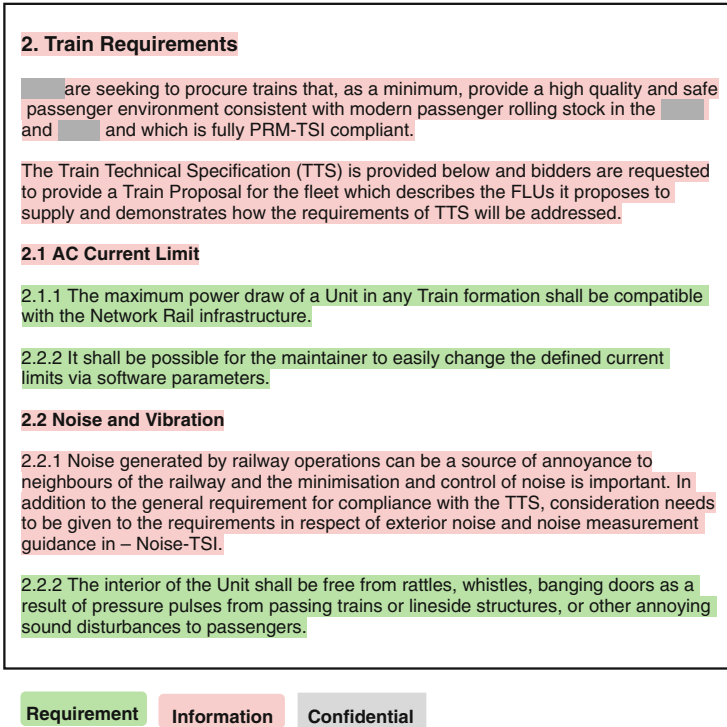 2. Train Requirements
are seeking to procure trains that, as a minimum, provide a high quality and safe
passenger environment consistent with modern passenger rolling stock in the
and and which is fully PRM-TSI compliant.
The Train Technical Specification (TTS) is provided below and bidders are requested
to provide a Train Proposal for the fleet which describes the FLUs it proposes to
supply and demonstrates how the requirements of TTS will be addressed.
2.1 AC Current Limit
2.1.1 The maximum power draw of a Unit in any Train formation shall be compatible
with the Network Rail infrastructure.
2.2.2 It shall be possible for the maintainer to easily change the defined current
limits via software parameters.
2.2 Noise and Vibration
2.2.1 Noise generated by railway operations can be a source of annoyance to
neighbours of the railway and the minimisation and control of noise is important. In
addition to the general requirement for compliance with the TTS, consideration needs
to be given to the requirements in respect of exterior noise and noise measurement
guidance in – Noise-TSI.
2.2.2 The interior of the Unit shall be free from rattles, whistles, banging doors as a
result of pressure pulses from passing trains or lineside structures, or other annoying
sound disturbances to passengers.
Requirement Information Confidential